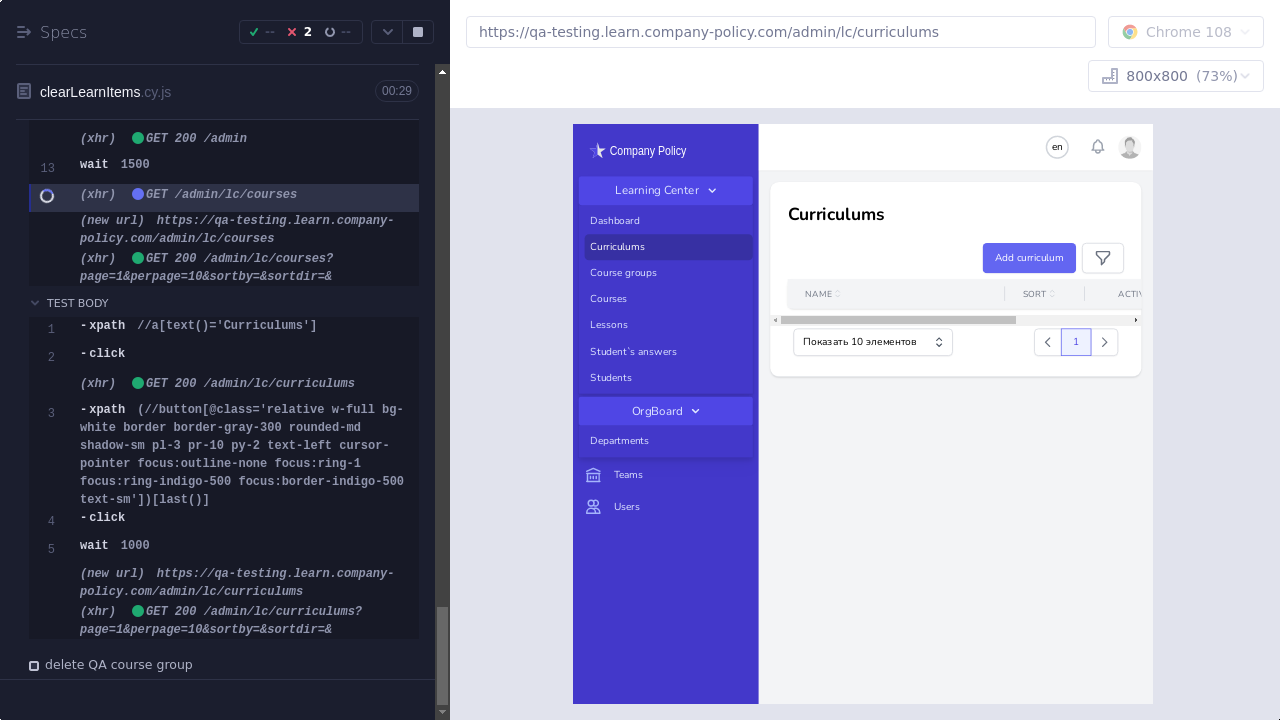 Specs
-- 2 --
clearLearnItems.cy.js
00:29
(xhr) GET 200 /admin
13 wait 1500
(xhr) GET /admin/lc/courses
(new url) https://qa-testing.learn.company-
policy.com/admin/lc/courses
(xhr) GET 200 /admin/lc/courses?
page=1&perpage=10&sortby=&sortdir=&
TEST BODY
1 -xpath //a[text()='Curriculums']
2 -click
(xhr) GET 200 /admin/lc/curriculums
3 -xpath (//button[@class='relative w-full bg-
white border border-gray-300 rounded-md
shadow-sm pl-3 pr-10 py-2 text-left cursor-
pointer focus:outline-none focus:ring-1
focus:ring-indigo-500 focus:border-indigo-500
text-sm'])[last()]
4 -click
5 wait 1000
(new url) https://qa-testing.learn.company-
policy.com/admin/lc/curriculums
(xhr) GET 200 /admin/lc/curriculums?
page=1&perpage=10&sortby=&sortdir=&
delete QA course group
https://qa-testing.learn.company-policy.com/admin/lc/curriculums
Chrome 108
800x800 (73%)
Company Policy
Learning Center
Dashboard
Curriculums
Course groups
Courses
Lessons
Student`s answers
Students
OrgBoard
Departments
Teams
Users
en
Curriculums
Add curriculum
NAME SORT ACTIV
Показать 10 элементов
1